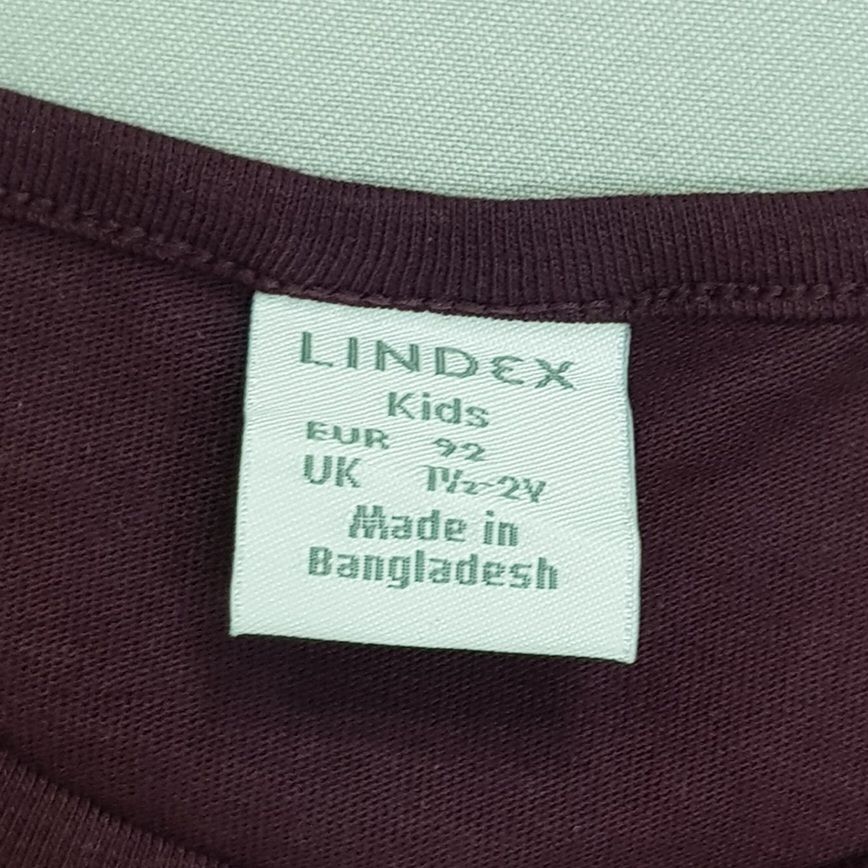 LINDEX
Kids
EUR 92
UK 1½-2Y
Made in
Bangladesh